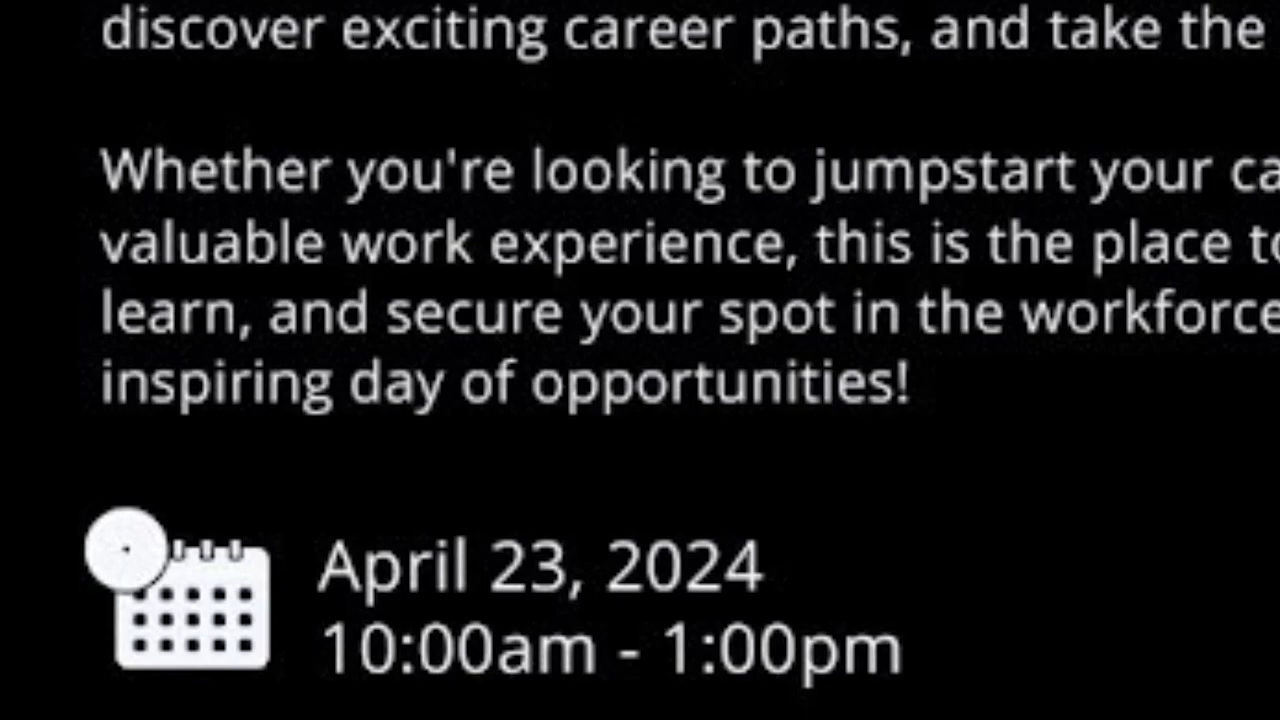 discover exciting career paths, and take the
Whether you're looking to jumpstart your
valuable work experience, this is the place
learn, and secure your spot in the workforce
inspiring day of opportunities!
April 23, 2024
10:00am - 1:00pm